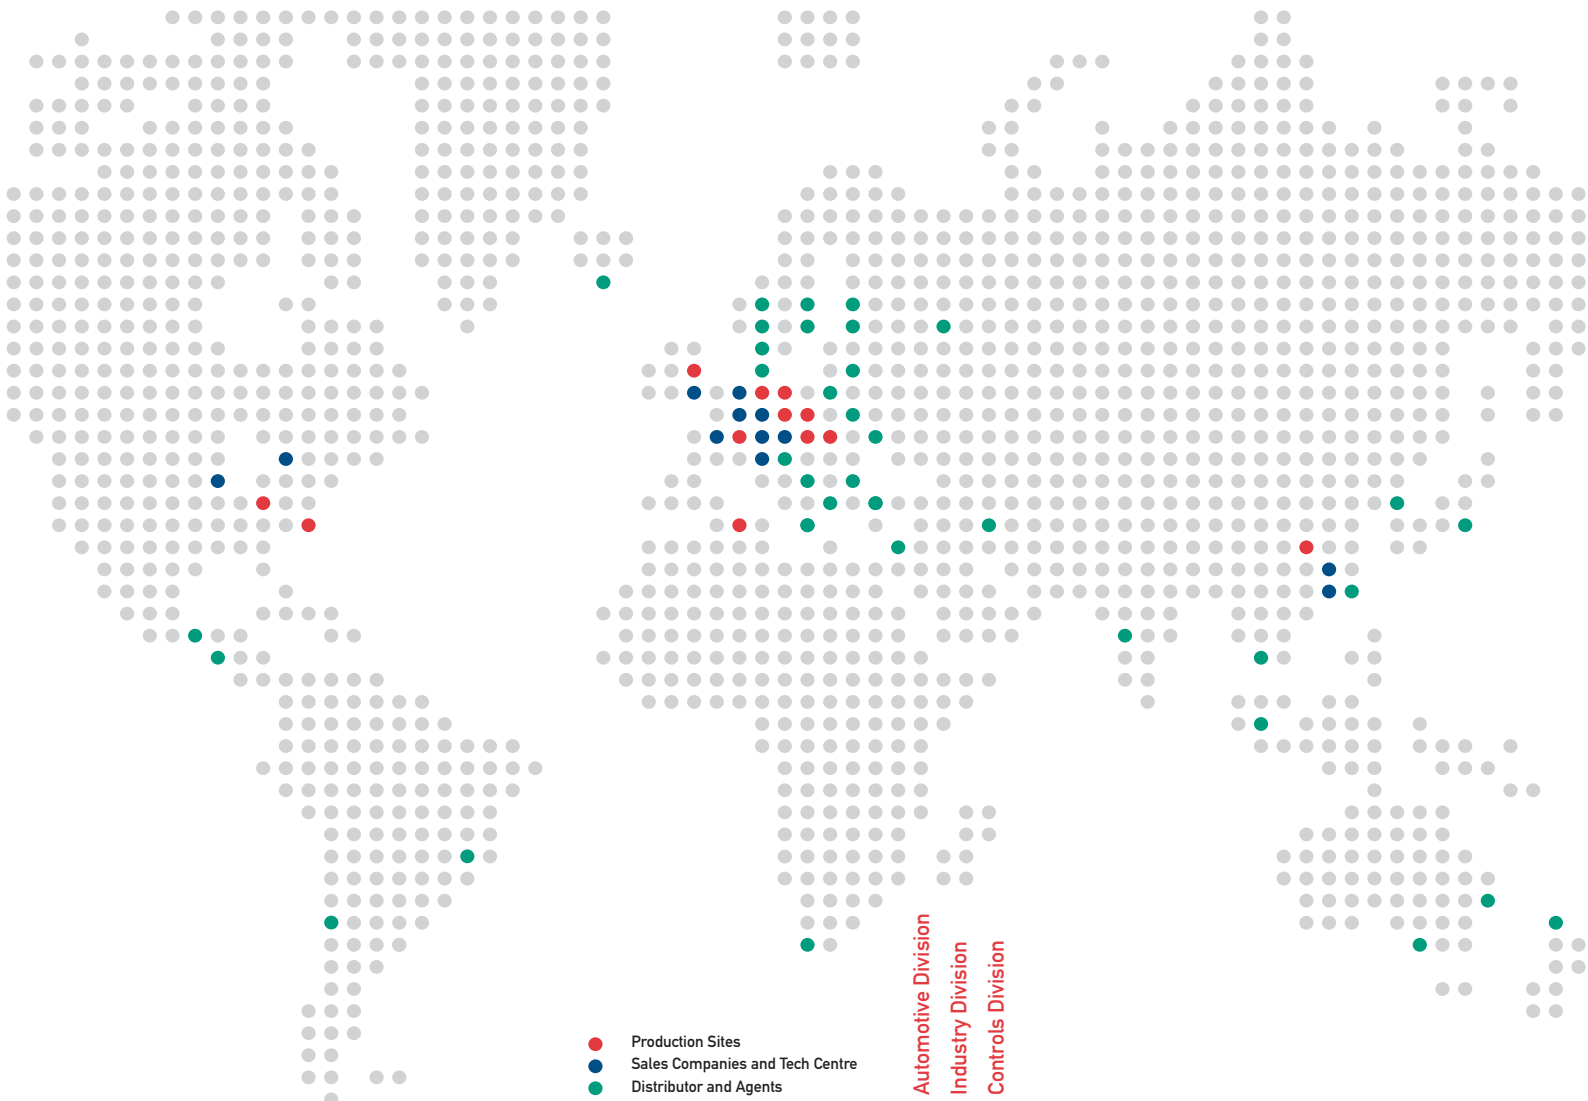 Production Sites
Sales Companies and Tech Centre
Distributor and Agents
Automotive Division
Industry Division
Controls Division